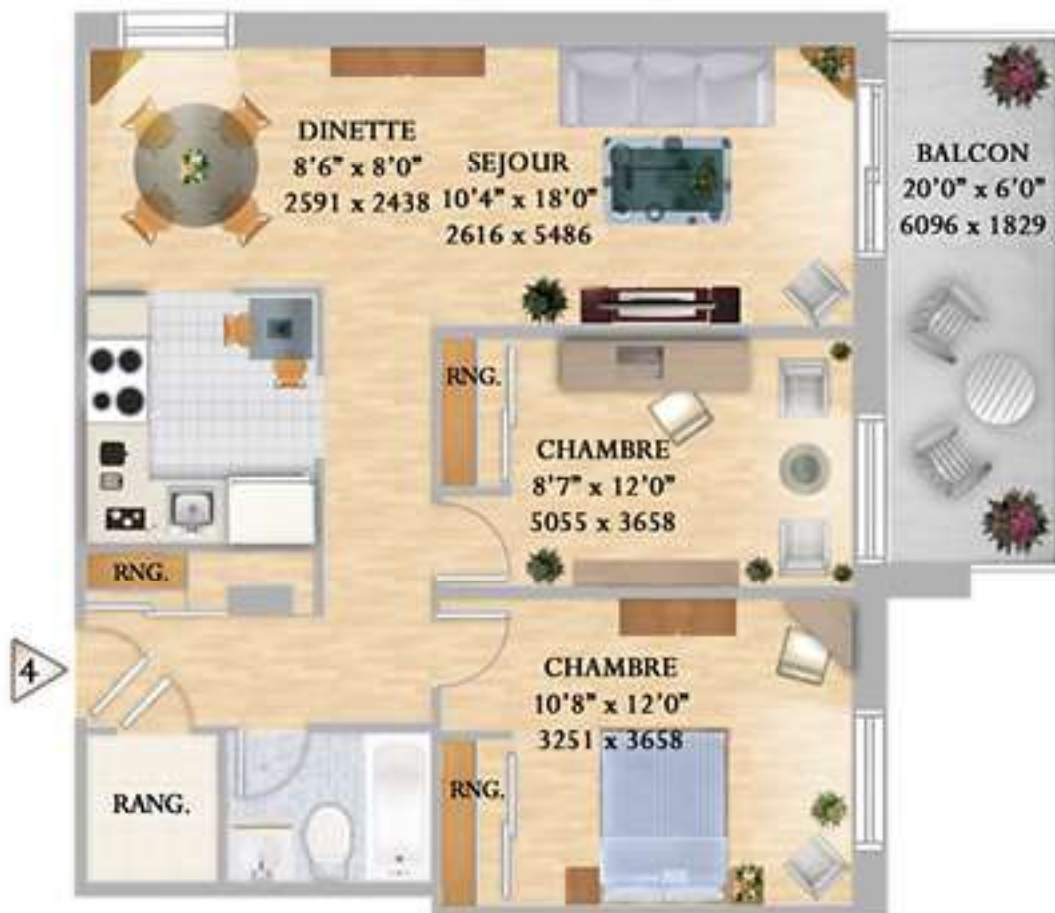 DINETTE
8'6" x 8'0"
2591 x 2438
SEJOUR
10'4" x 18'0"
2616 x 5486
BALCON
20'0" x 6'0"
6096 x 1829
RNG.
CHAMBRE
8'7" x 12'0"
5055 x 3658
RNG.
4
CHAMBRE
10'8" x 12'0"
3251 x 3658
RNG.
RANG.